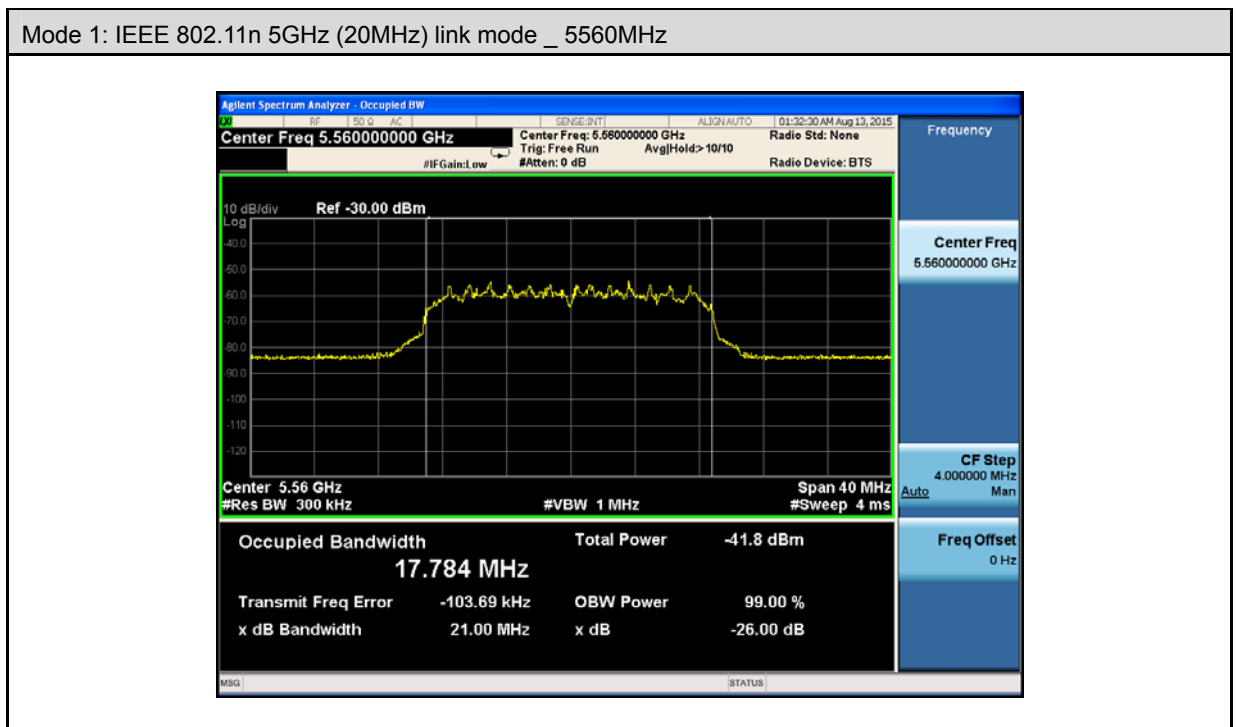 Mode 1: IEEE 802.11n 5GHz (20MHz) link mode _ 5560MHz
Agilent Spectrum Analyzer - Occupied BW
LXI RF 50 Ω AC SENSE:INT ALIGN AUTO 01:32:30 AM Aug 13, 2015
Center Freq 5.560000000 GHz
Center Freq: 5.560000000 GHz
Radio Std: None
Trig: Free Run Avg|Hold:> 10/10
#IFGain:Low
#Atten: 0 dB
Radio Device: BTS
10 dB/div Ref -30.00 dBm
Log
-40.0
-50.0
-60.0
-70.0
-80.0
-90.0
-100
-110
-120
Center 5.56 GHz
Span 40 MHz
#Res BW 300 kHz
#VBW 1 MHz
#Sweep 4 ms
Occupied Bandwidth
17.784 MHz
Total Power -41.8 dBm
Transmit Freq Error -103.69 kHz
OBW Power 99.00 %
x dB Bandwidth 21.00 MHz
x dB -26.00 dB
MSG
STATUS
Frequency
Center Freq
5.560000000 GHz
CF Step
4.000000 MHz
Auto Man
Freq Offset
0 Hz